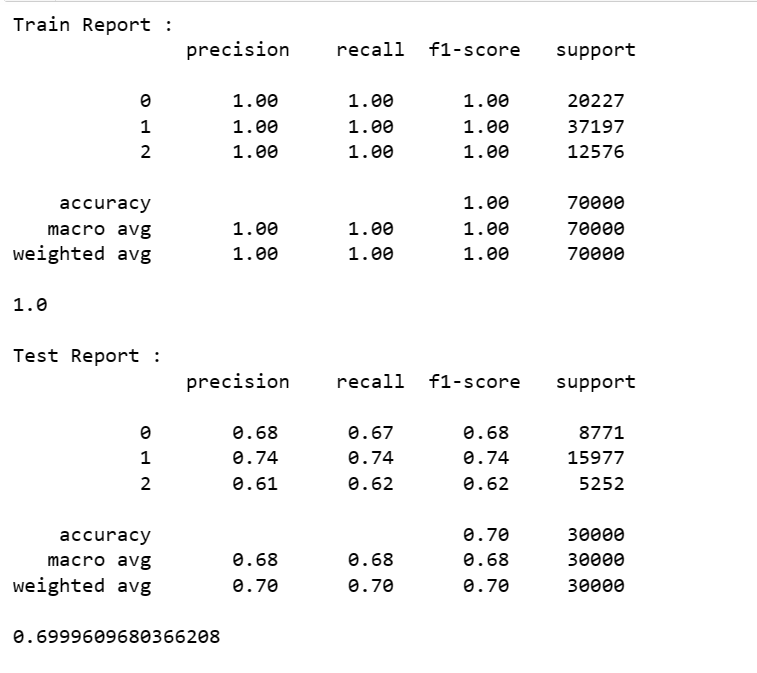 Train Report :
precision recall f1-score support
0 1.00 1.00 1.00 20227
1 1.00 1.00 1.00 37197
2 1.00 1.00 1.00 12576
accuracy 1.00 70000
macro avg 1.00 1.00 1.00 70000
weighted avg 1.00 1.00 1.00 70000
1.0
Test Report :
precision recall f1-score support
0 0.68 0.67 0.68 8771
1 0.74 0.74 0.74 15977
2 0.61 0.62 0.62 5252
accuracy 0.70 30000
macro avg 0.68 0.68 0.68 30000
weighted avg 0.70 0.70 0.70 30000
0.6999609680366208